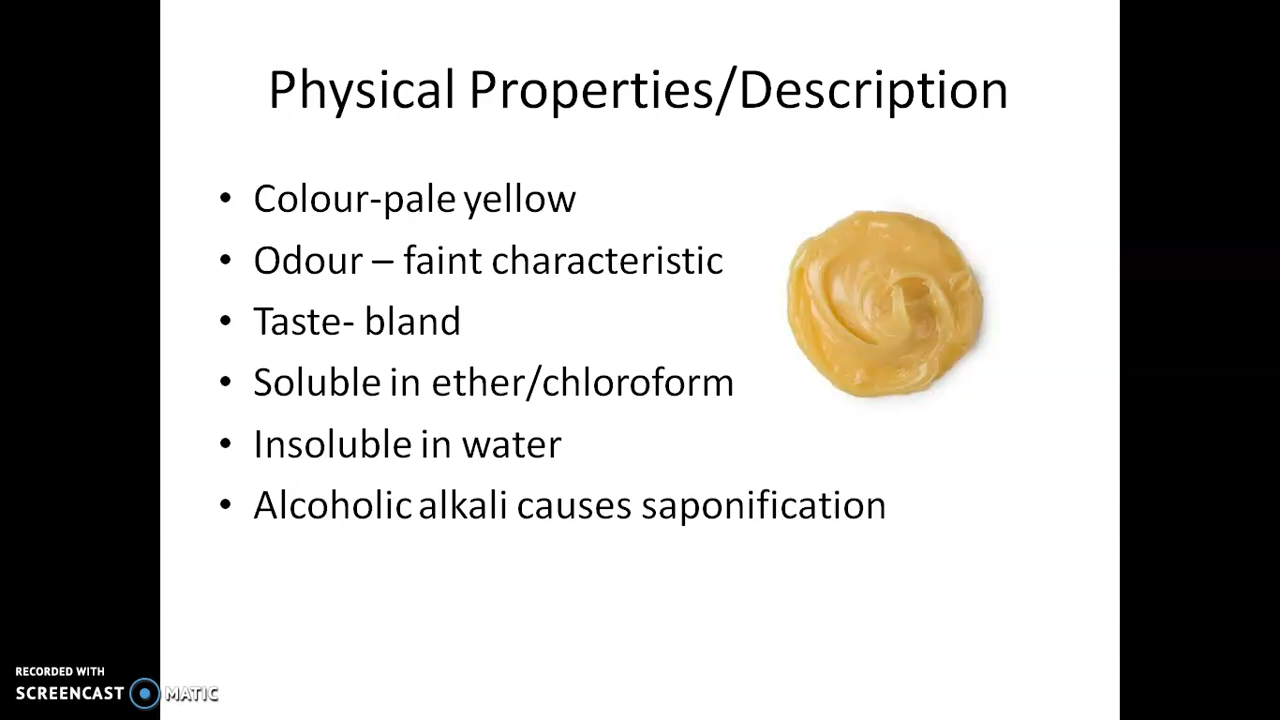 Physical Properties/Description
• Colour-pale yellow
• Odour – faint characteristic
• Taste- bland
• Soluble in ether/chloroform
• Insoluble in water
• Alcoholic alkali causes saponification
RECORDED WITH
SCREENCAST MATIC